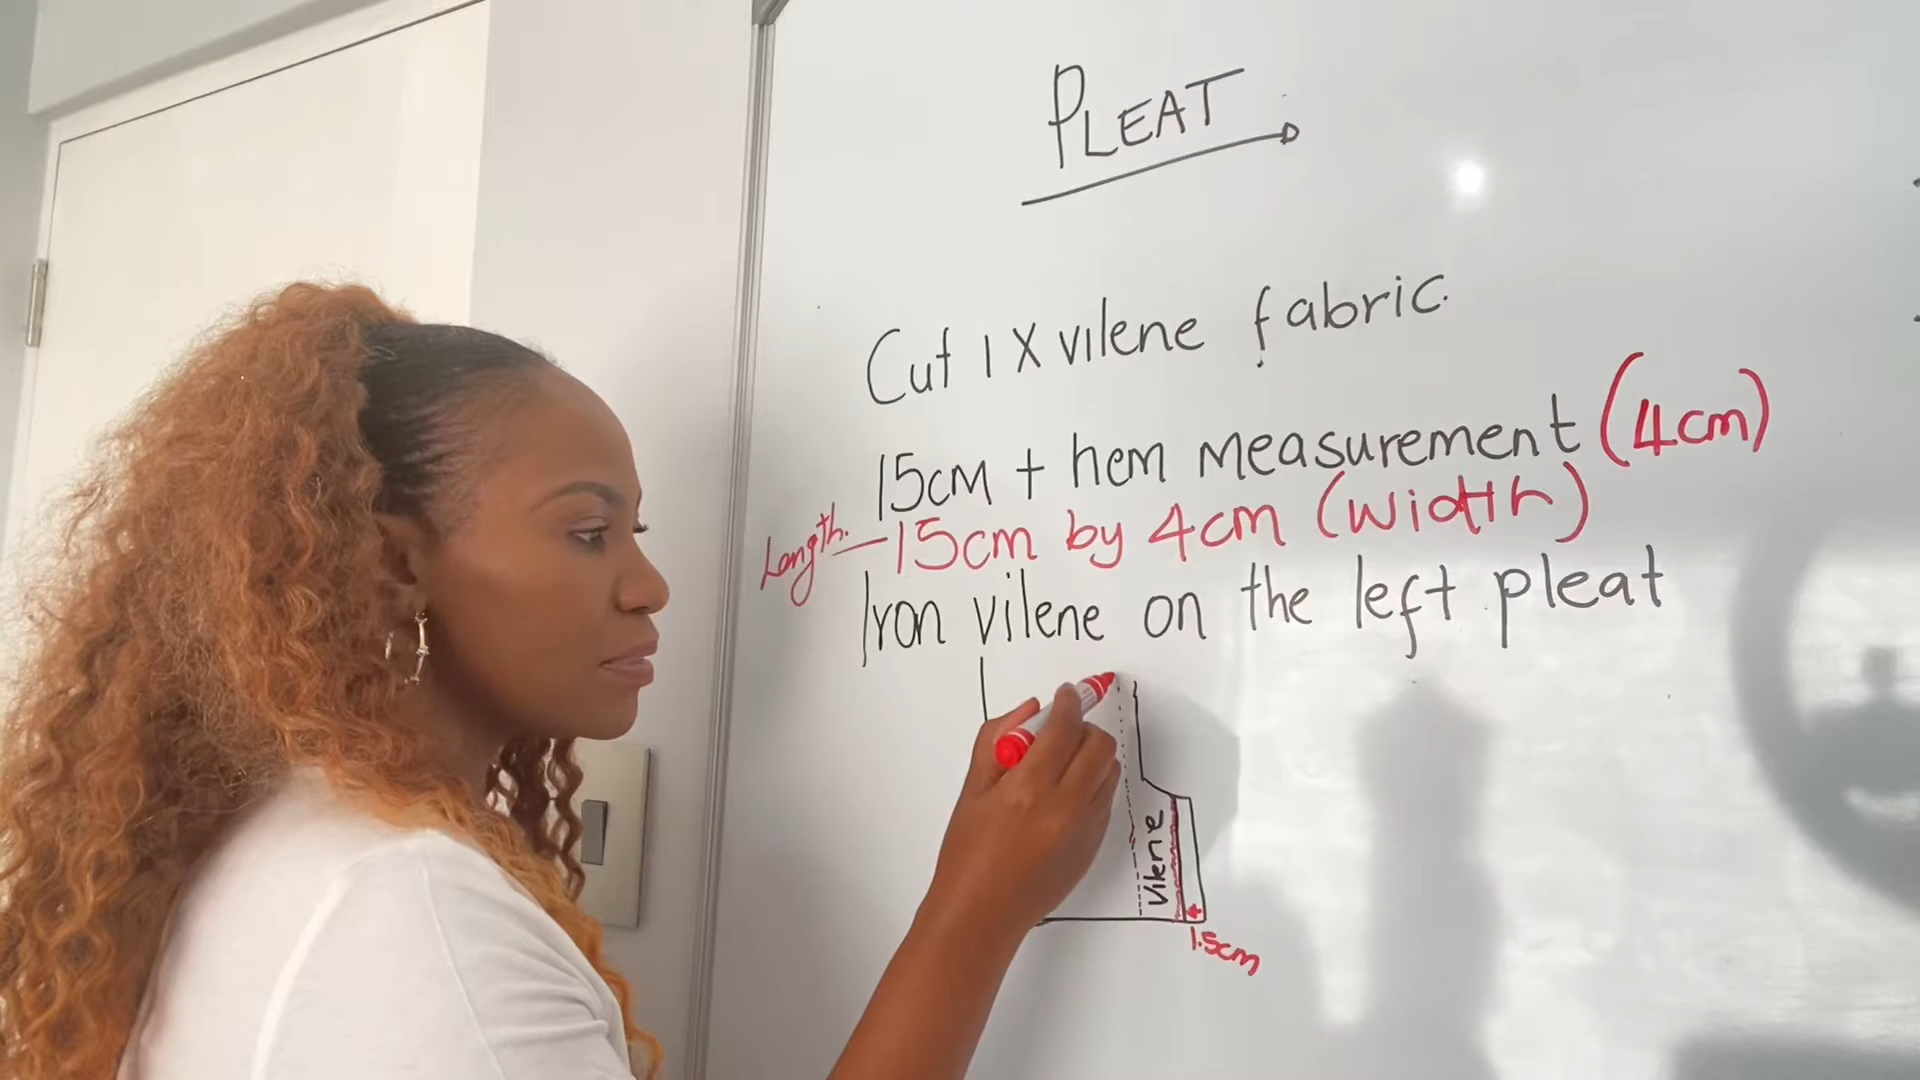 PLEAT
Cut 1 X vilene fabric.
15cm + hem measurement (4cm)
Length. — 15cm by 4cm (width)
Iron vilene on the left pleat
Vilene
1.5cm